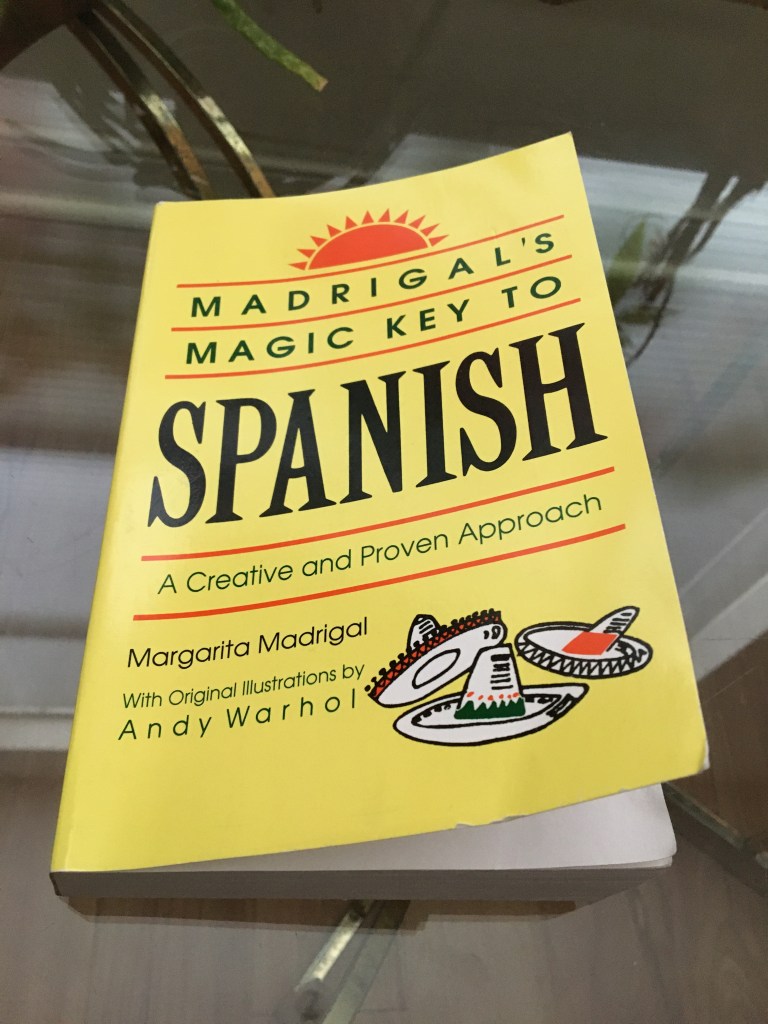 MADRIGAL'S
MAGIC KEY TO
SPANISH
A Creative and Proven Approach
Margarita Madrigal
With Original Illustrations by
Andy Warhol